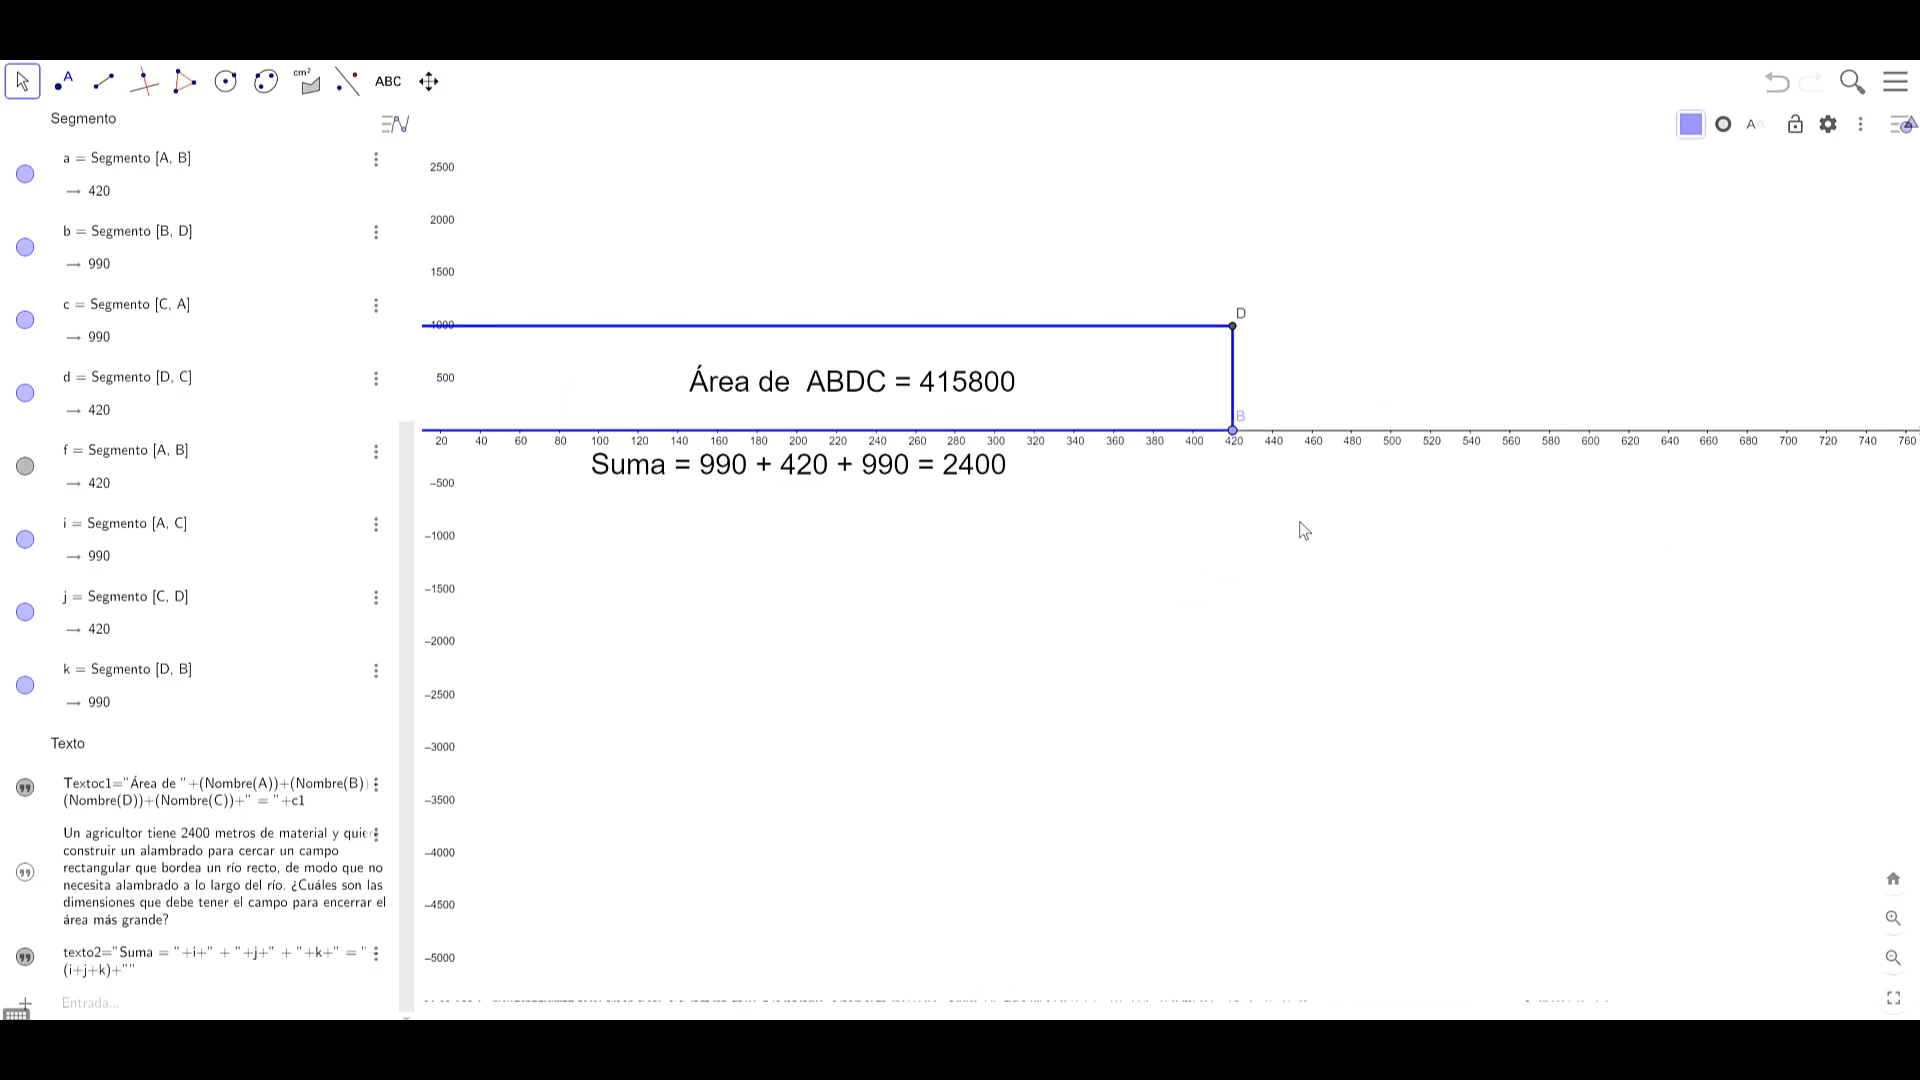 A
cm²
ABC
Segmento
AA
a = Segmento [A, B]
→ 420
b = Segmento [B, D]
→ 990
c = Segmento [C, A]
→ 990
d = Segmento [D, C]
→ 420
f = Segmento [A, B]
→ 420
i = Segmento [A, C]
→ 990
j = Segmento [C, D]
→ 420
k = Segmento [D, B]
→ 990
Texto
Textoc1="Área de "+(Nombre(A))+(Nombre(B))
(Nombre(D))+(Nombre(C))+" = "+c1
Un agricultor tiene 2400 metros de material y quiere
construir un alambrado para cercar un campo
rectangular que bordea un río recto, de modo que no
necesita alambrado a lo largo del río. ¿Cuáles son las
dimensiones que debe tener el campo para encerrar el
área más grande?
texto2="Suma = "+i+" + "+j+" + "+k+" = "
(i+j+k)+""
Entrada...
2500
2000
1500
1000
500
D
Área de ABDC = 415800
B
20 40 60 80 100 120 140 160 180 200 220 240 260 280 300 320 340 360 380 400 420 440 460 480 500 520 540 560 580 600 620 640 660 680 700 720 740 760
Suma = 990 + 420 + 990 = 2400
–500
–1000
–1500
–2000
–2500
–3000
–3500
–4000
–4500
–5000